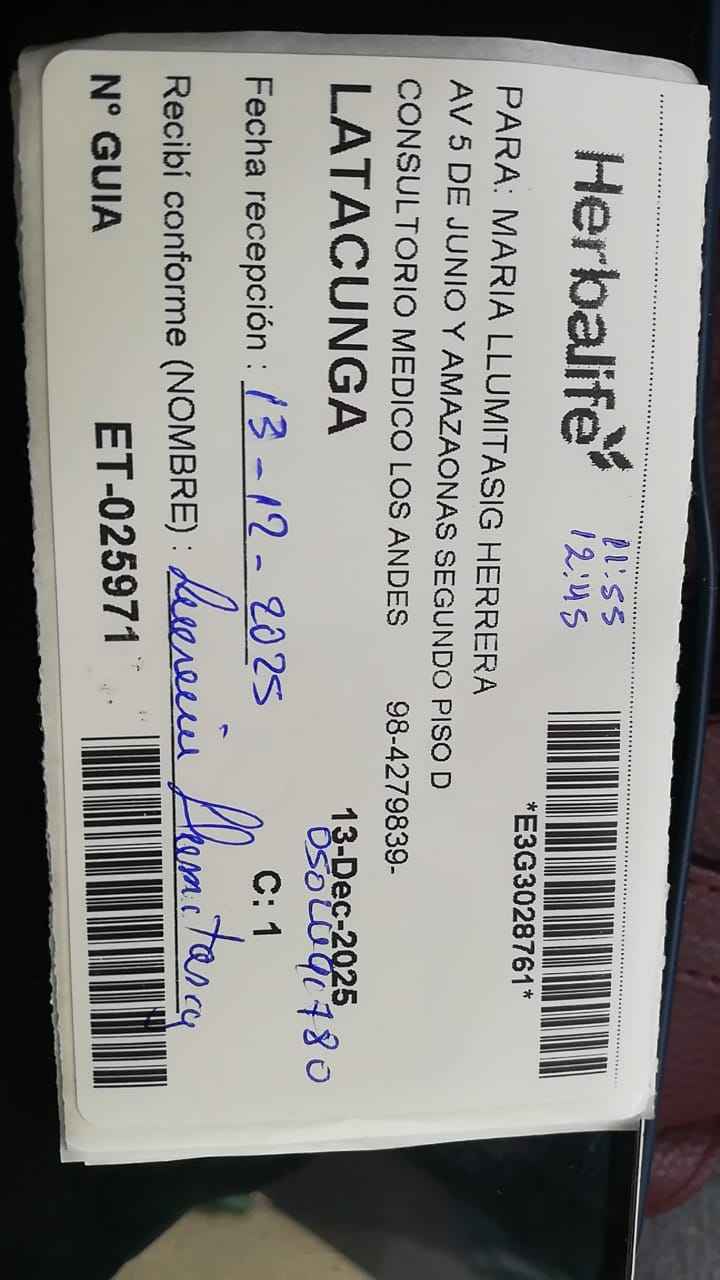 Herbalife
11:55
12:45
*E3G3028761*
PARA: MARIA LLUMITASIG HERRERA
AV 5 DE JUNIO Y AMAZAONAS SEGUNDO PISO D
CONSULTORIO MEDICO LOS ANDES 98-4279839-
LATACUNGA 13-Dec-2025
Fecha recepción : 13-12-2025 C: 1
Recibí conforme (NOMBRE) :
N° GUIA ET-025971